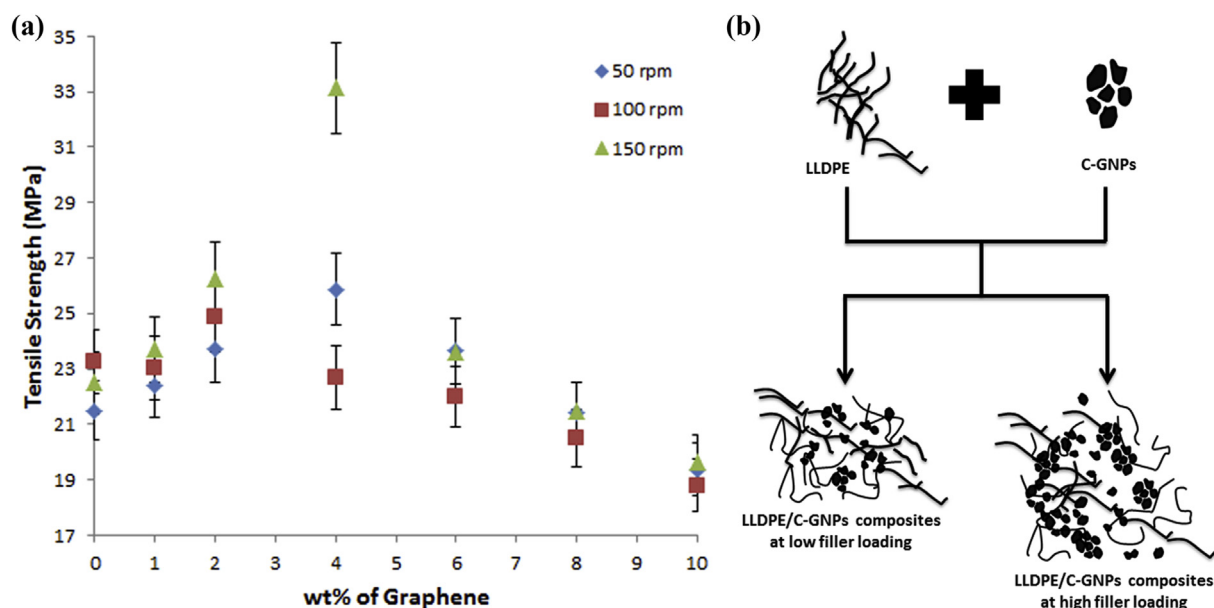 (a)
35
33
31
29
27
25
23
21
19
17
Tensile Strength (MPa)
0 1 2 3 4 5 6 7 8 9 10
wt% of Graphene
50 rpm
100 rpm
150 rpm
(b)
LLDPE
C-GNPs
LLDPE/C-GNPs composites
at low filler loading
LLDPE/C-GNPs composites
at high filler loading